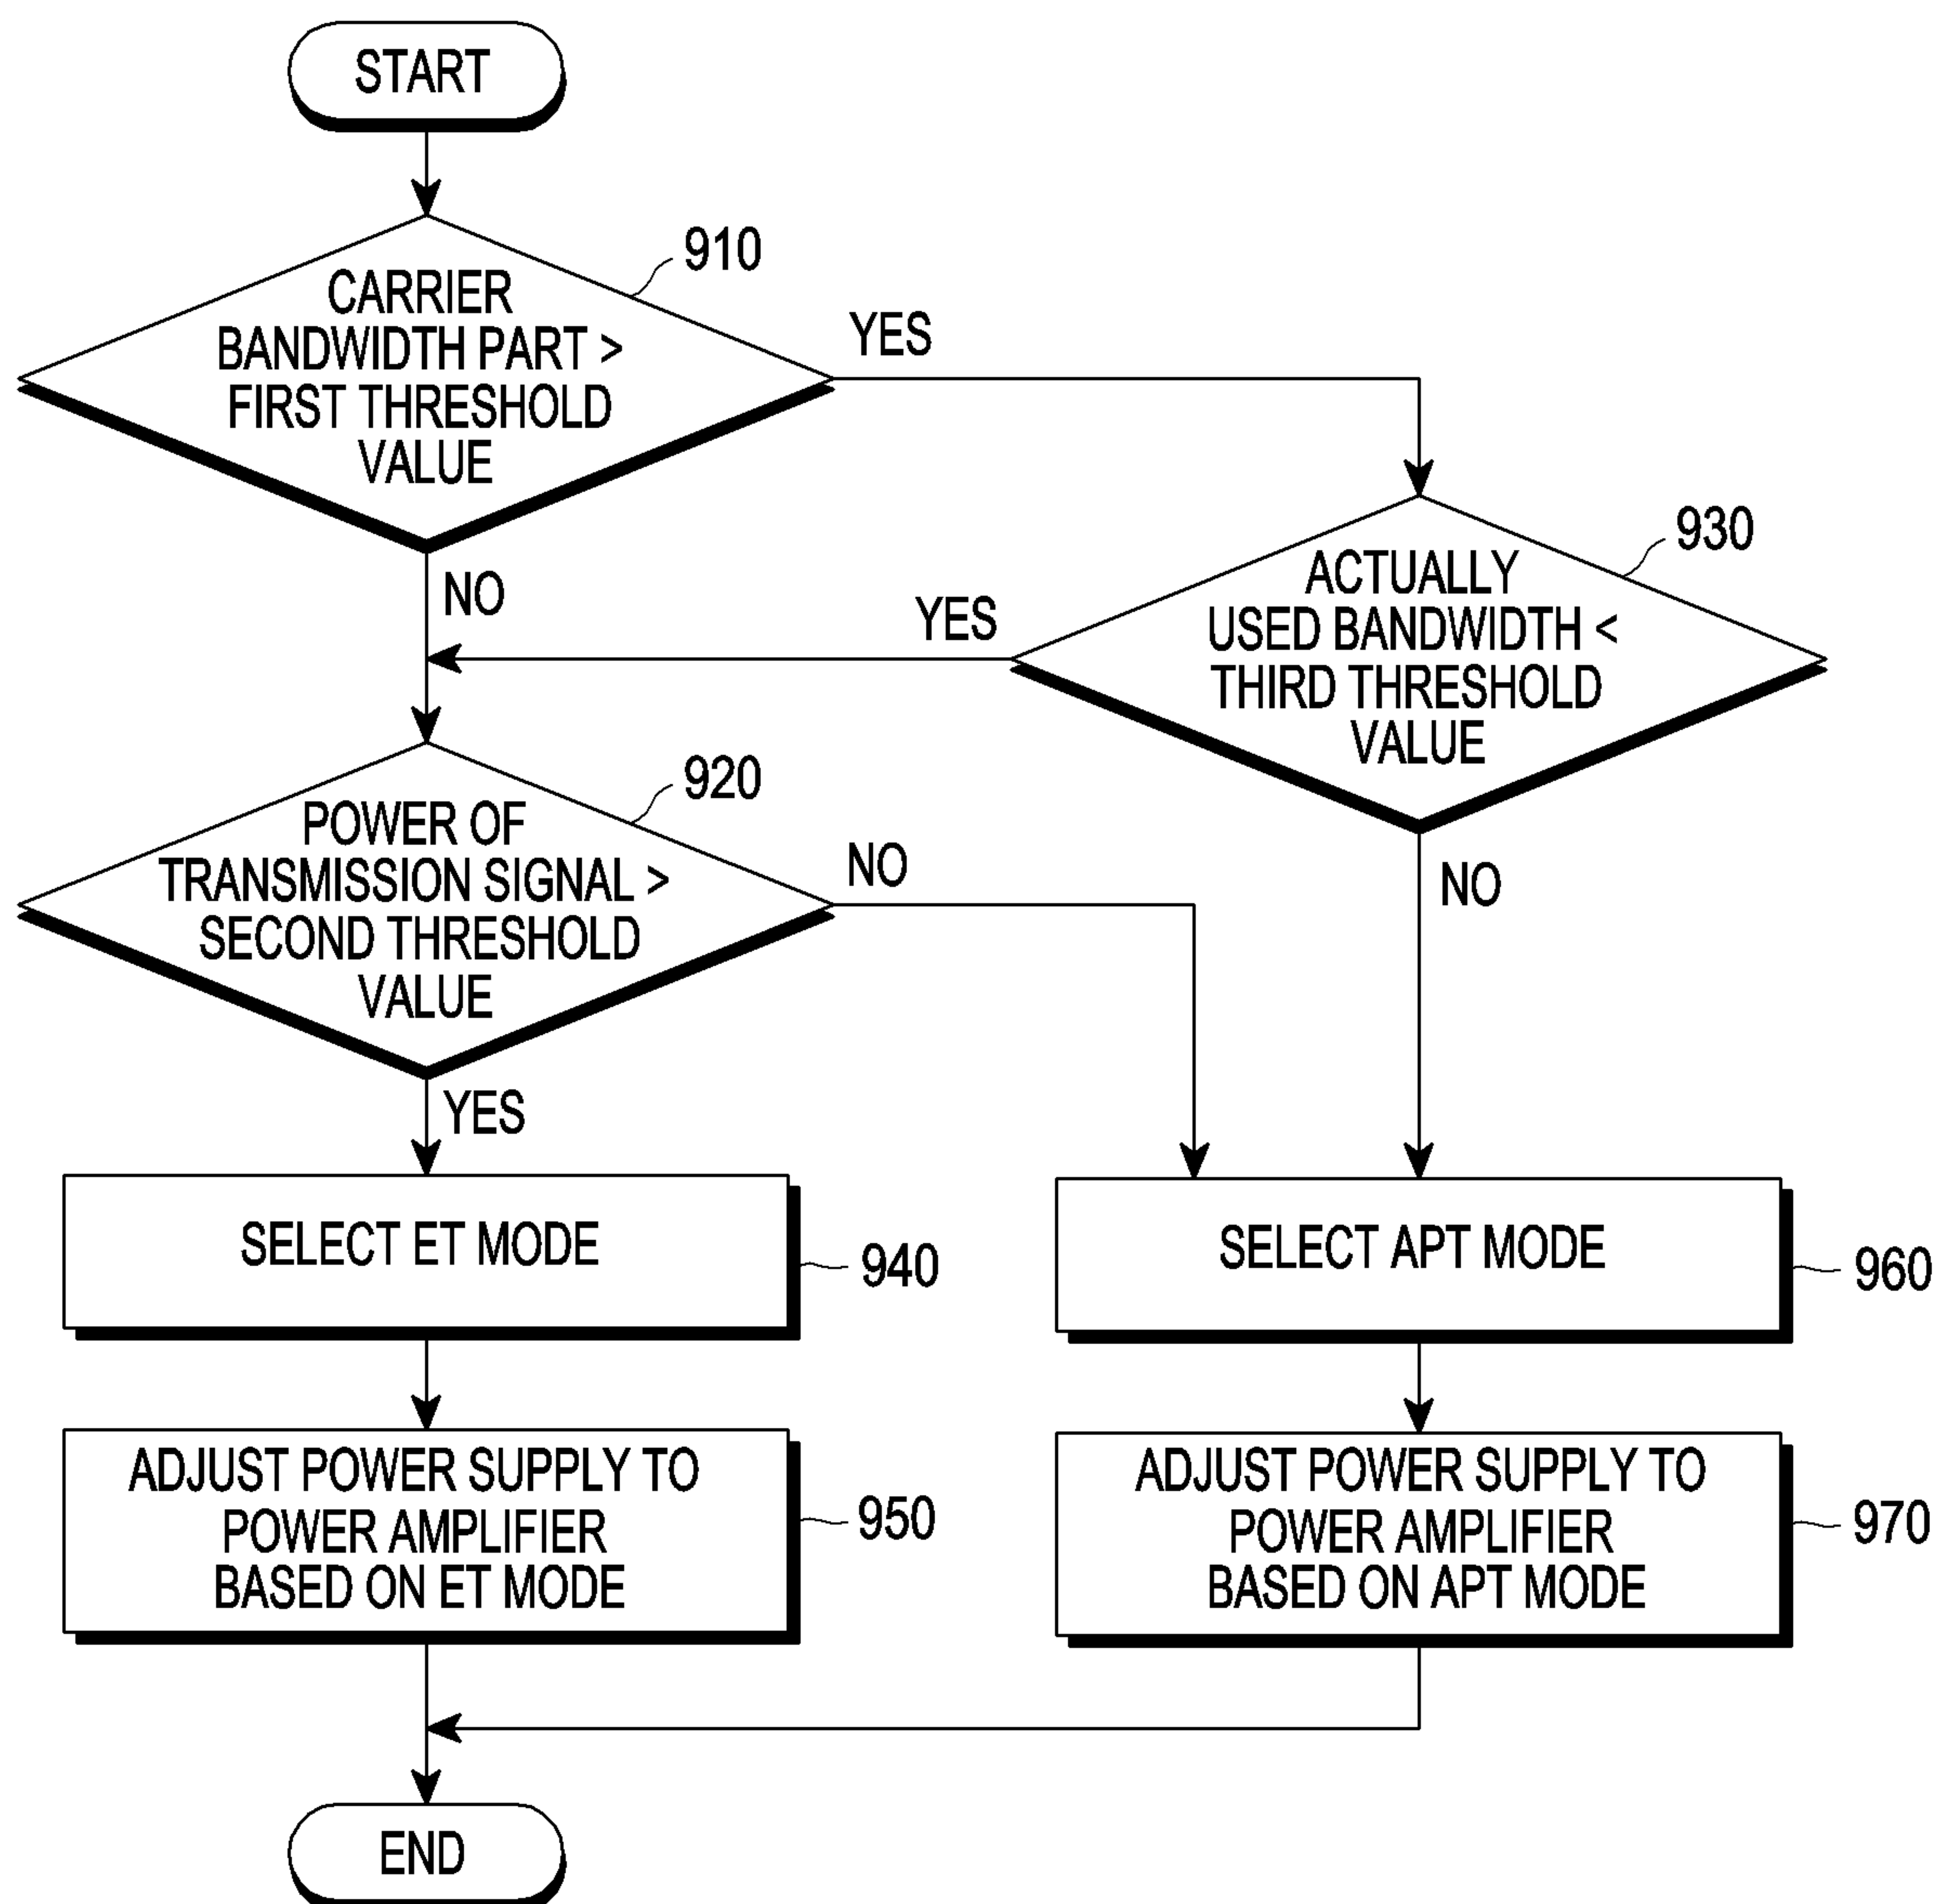 START
910
CARRIER
BANDWIDTH PART >
FIRST THRESHOLD
VALUE
YES
NO
930
ACTUALLY
USED BANDWIDTH <
THIRD THRESHOLD
VALUE
YES
NO
920
POWER OF
TRANSMISSION SIGNAL >
SECOND THRESHOLD
VALUE
NO
YES
SELECT ET MODE
940
SELECT APT MODE
960
ADJUST POWER SUPPLY TO
POWER AMPLIFIER
BASED ON ET MODE
950
ADJUST POWER SUPPLY TO
POWER AMPLIFIER
BASED ON APT MODE
970
END